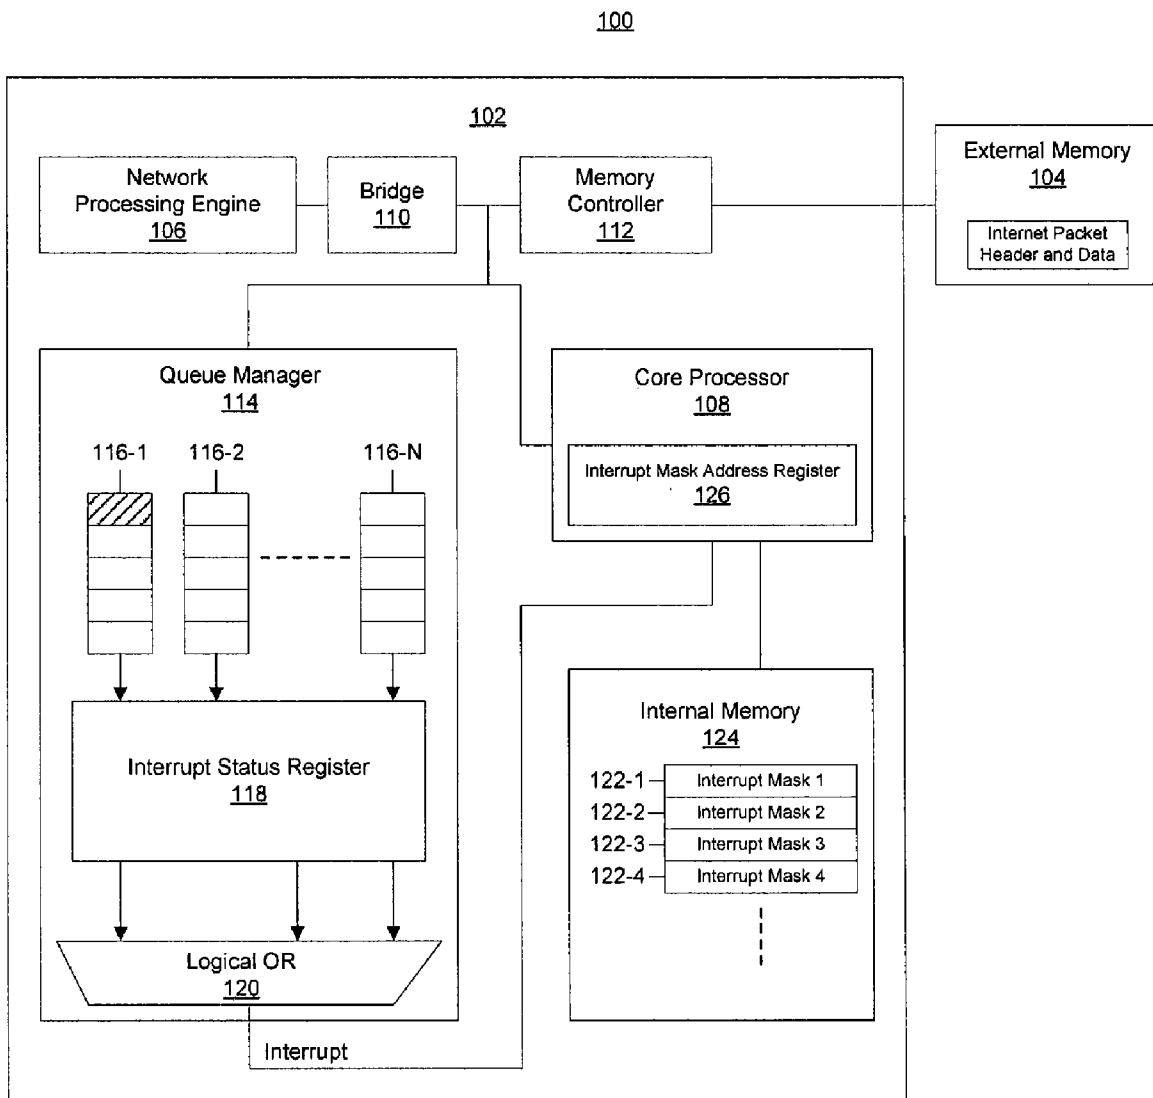 100
102
Network
Processing Engine
106
Bridge
110
Memory
Controller
112
External Memory
104
Internet Packet
Header and Data
Queue Manager
114
116-1 116-2 116-N
Core Processor
108
Interrupt Mask Address Register
126
Interrupt Status Register
118
Internal Memory
124
122-1 Interrupt Mask 1
122-2 Interrupt Mask 2
122-3 Interrupt Mask 3
122-4 Interrupt Mask 4
Logical OR
120
Interrupt